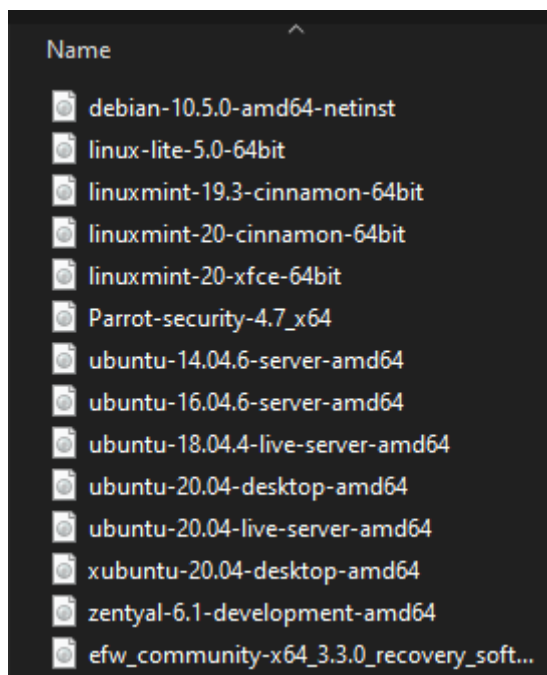 Name
debian-10.5.0-amd64-netinst
linux-lite-5.0-64bit
linuxmint-19.3-cinnamon-64bit
linuxmint-20-cinnamon-64bit
linuxmint-20-xfce-64bit
Parrot-security-4.7_x64
ubuntu-14.04.6-server-amd64
ubuntu-16.04.6-server-amd64
ubuntu-18.04.4-live-server-amd64
ubuntu-20.04-desktop-amd64
ubuntu-20.04-live-server-amd64
xubuntu-20.04-desktop-amd64
zentyal-6.1-development-amd64
efw_community-x64_3.3.0_recovery_soft...